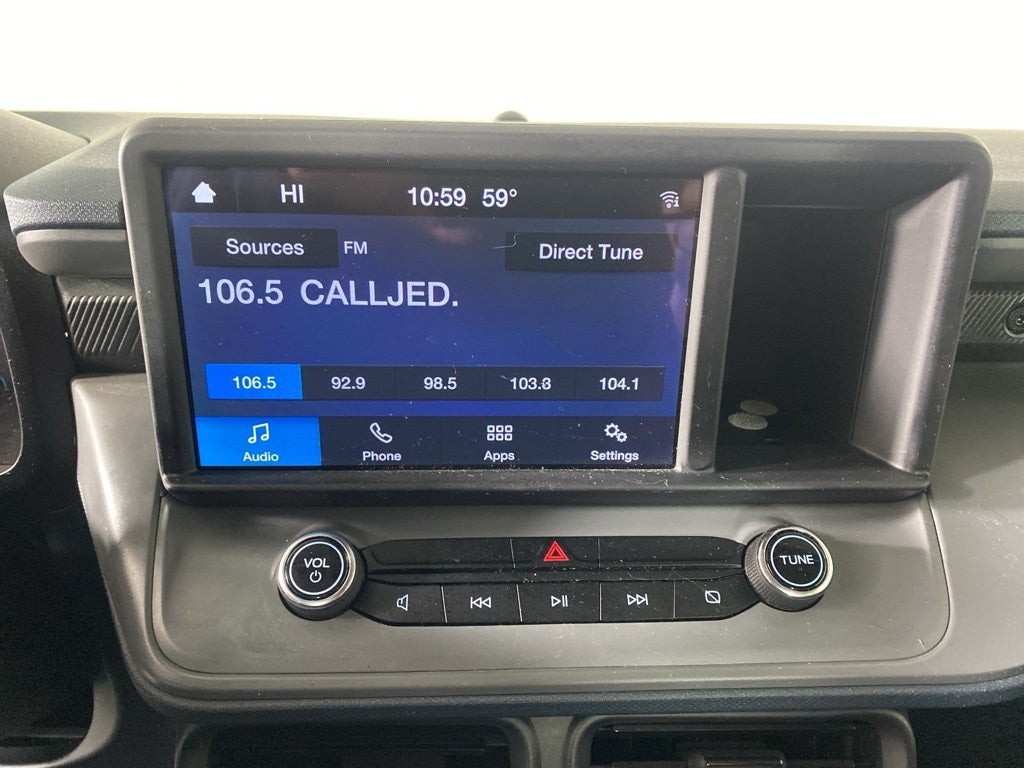 HI 10:59 59°
Sources FM Direct Tune
106.5 CALLJED.
106.5 92.9 98.5 103.3 104.1
Audio Phone Apps Settings
VOL TUNE